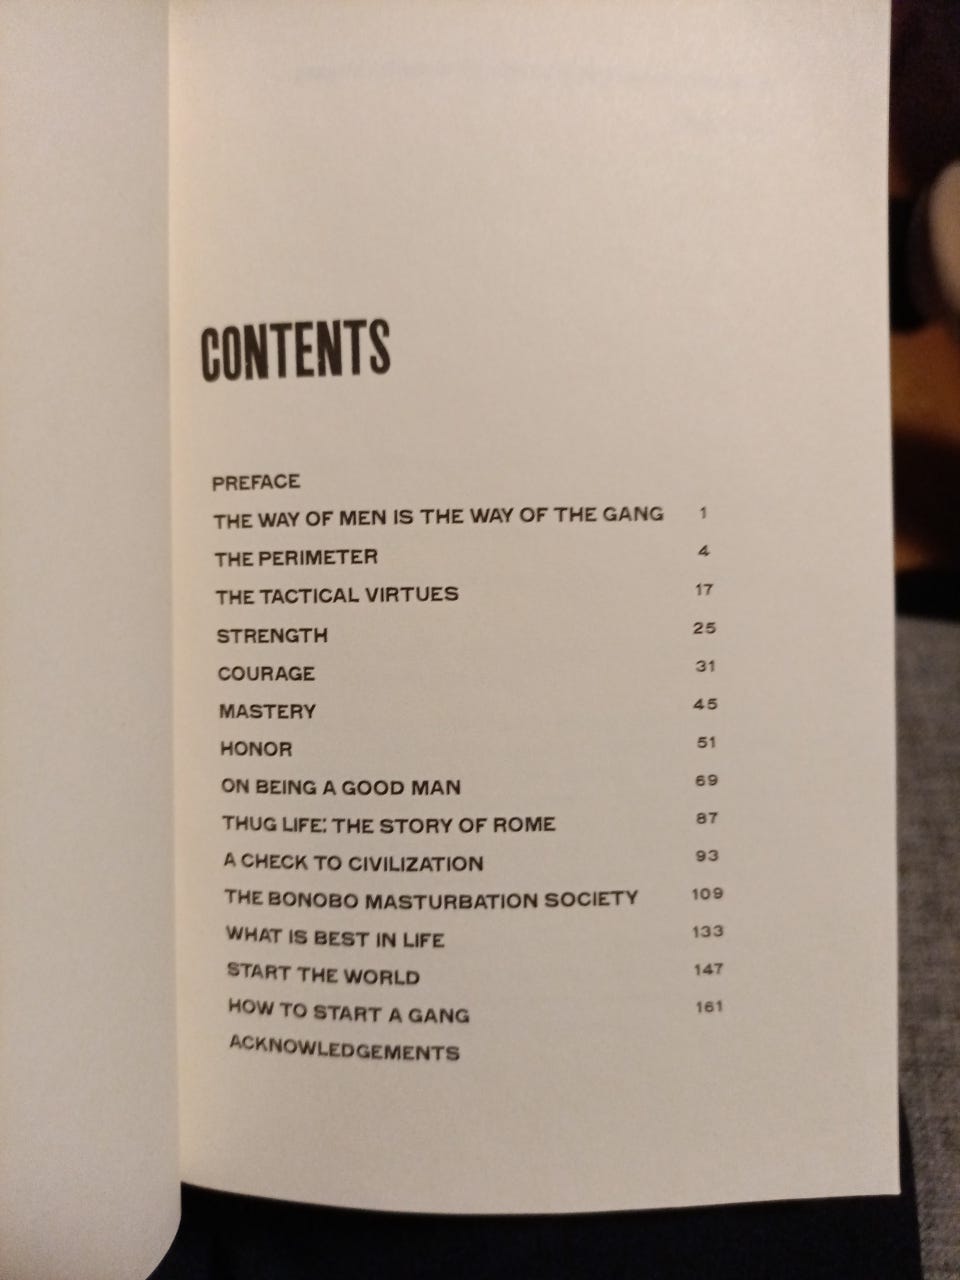 CONTENTS
PREFACE
THE WAY OF MEN IS THE WAY OF THE GANG 1
THE PERIMETER 4
THE TACTICAL VIRTUES 17
STRENGTH 25
COURAGE 31
MASTERY 45
HONOR 51
ON BEING A GOOD MAN 69
THUG LIFE: THE STORY OF ROME 87
A CHECK TO CIVILIZATION 93
THE BONOBO MASTURBATION SOCIETY 109
WHAT IS BEST IN LIFE 133
START THE WORLD 147
HOW TO START A GANG 161
ACKNOWLEDGEMENTS